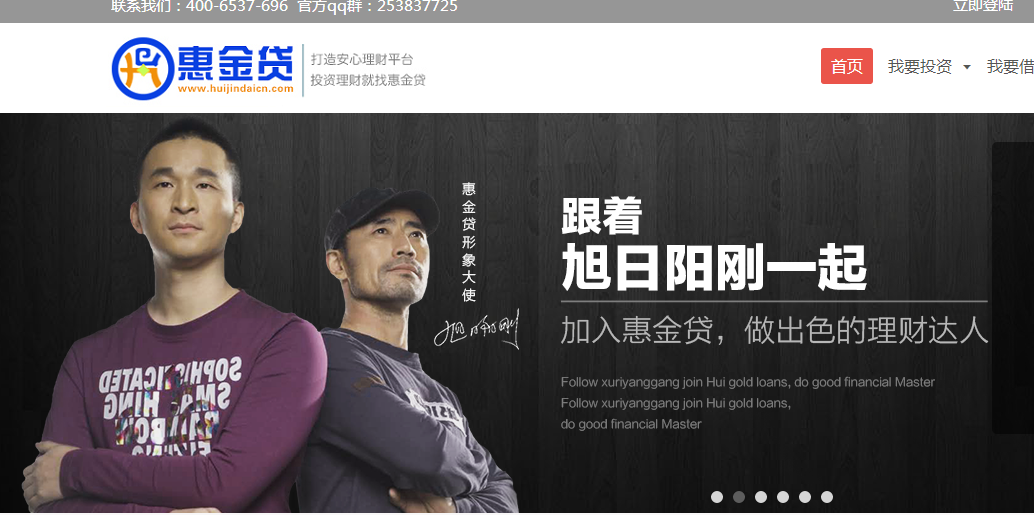 联系我们：400-6537-696 官方qq群：253837725
立即登陆
惠金贷
www.huijindaicn.com
打造安心理财平台
投资理财就找惠金贷
首页
我要投资
我要借
惠金贷形象大使
旭日阳刚
跟着
旭日阳刚一起
加入惠金贷，做出色的理财达人
Follow xuriyanggang join Hui gold loans, do good financial Master
Follow xuriyanggang join Hui gold loans,
do good financial Master